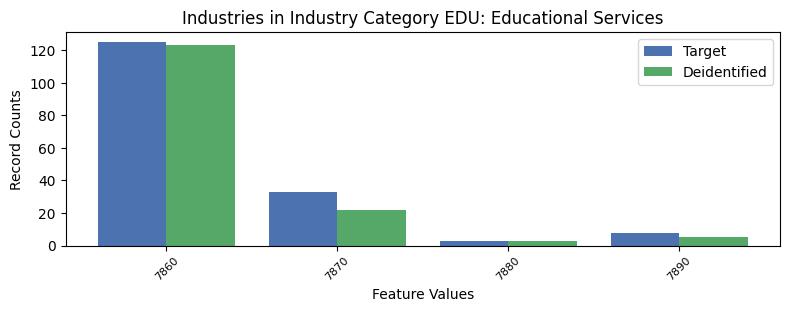 Industries in Industry Category EDU: Educational Services
Target
Deidentified
Record Counts
120
100
80
60
40
20
0
7860
7870
7880
7890
Feature Values